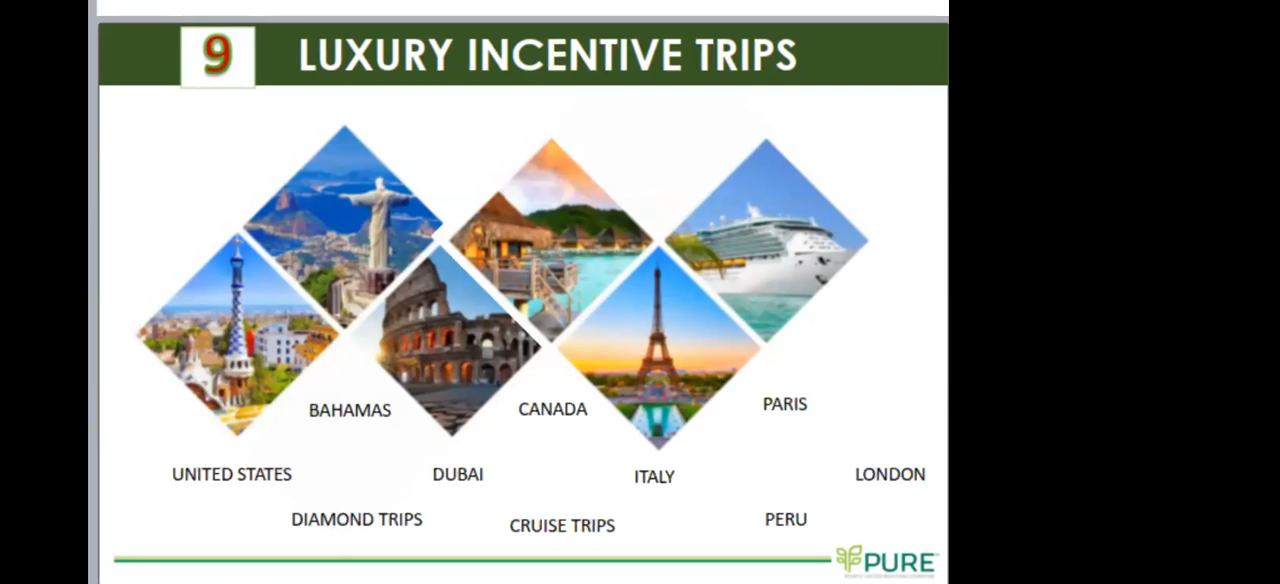 9 LUXURY INCENTIVE TRIPS
BAHAMAS CANADA PARIS
UNITED STATES DUBAI ITALY LONDON
DIAMOND TRIPS CRUISE TRIPS PERU
PURE